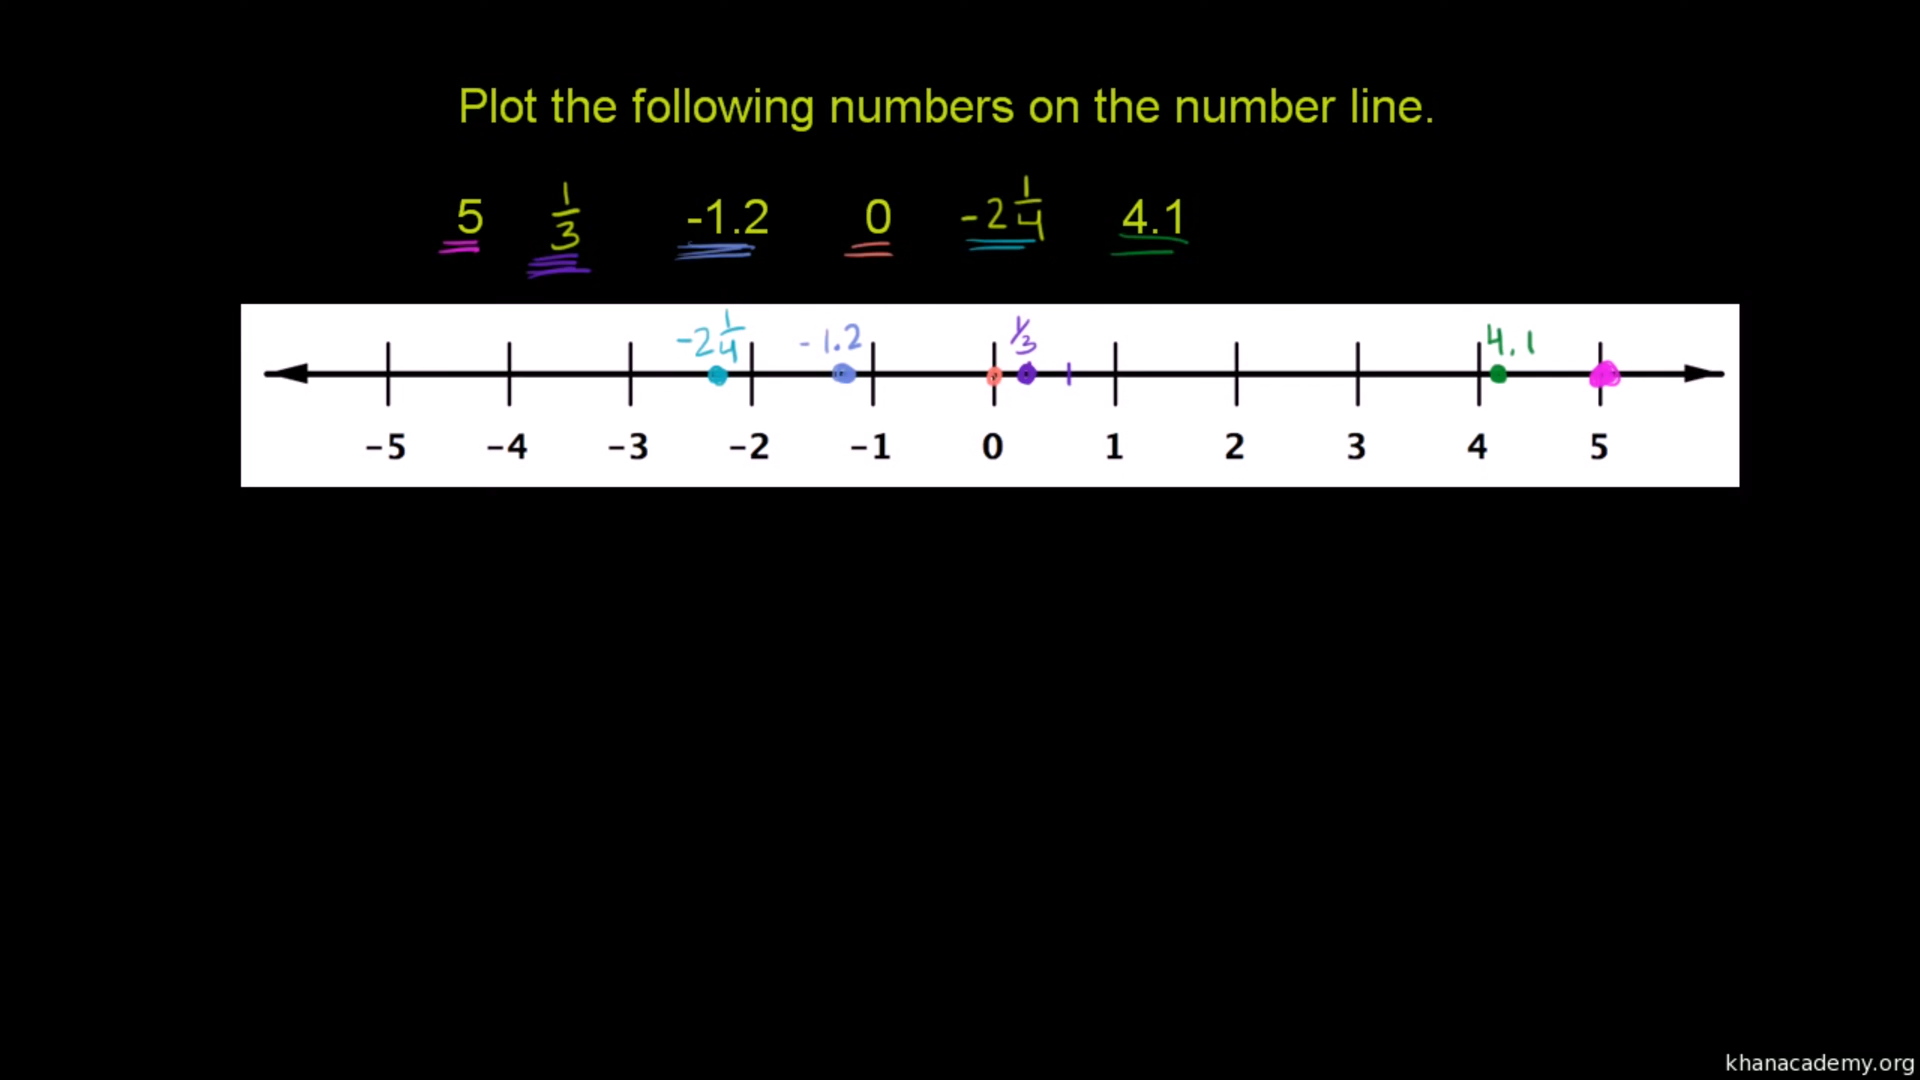 Plot the following numbers on the number line.
5 1/3 -1.2 0 -2 1/4 4.1
-2 1/4 -1.2 1/3 4.1
-5 -4 -3 -2 -1 0 1 2 3 4 5
khanacademy.org